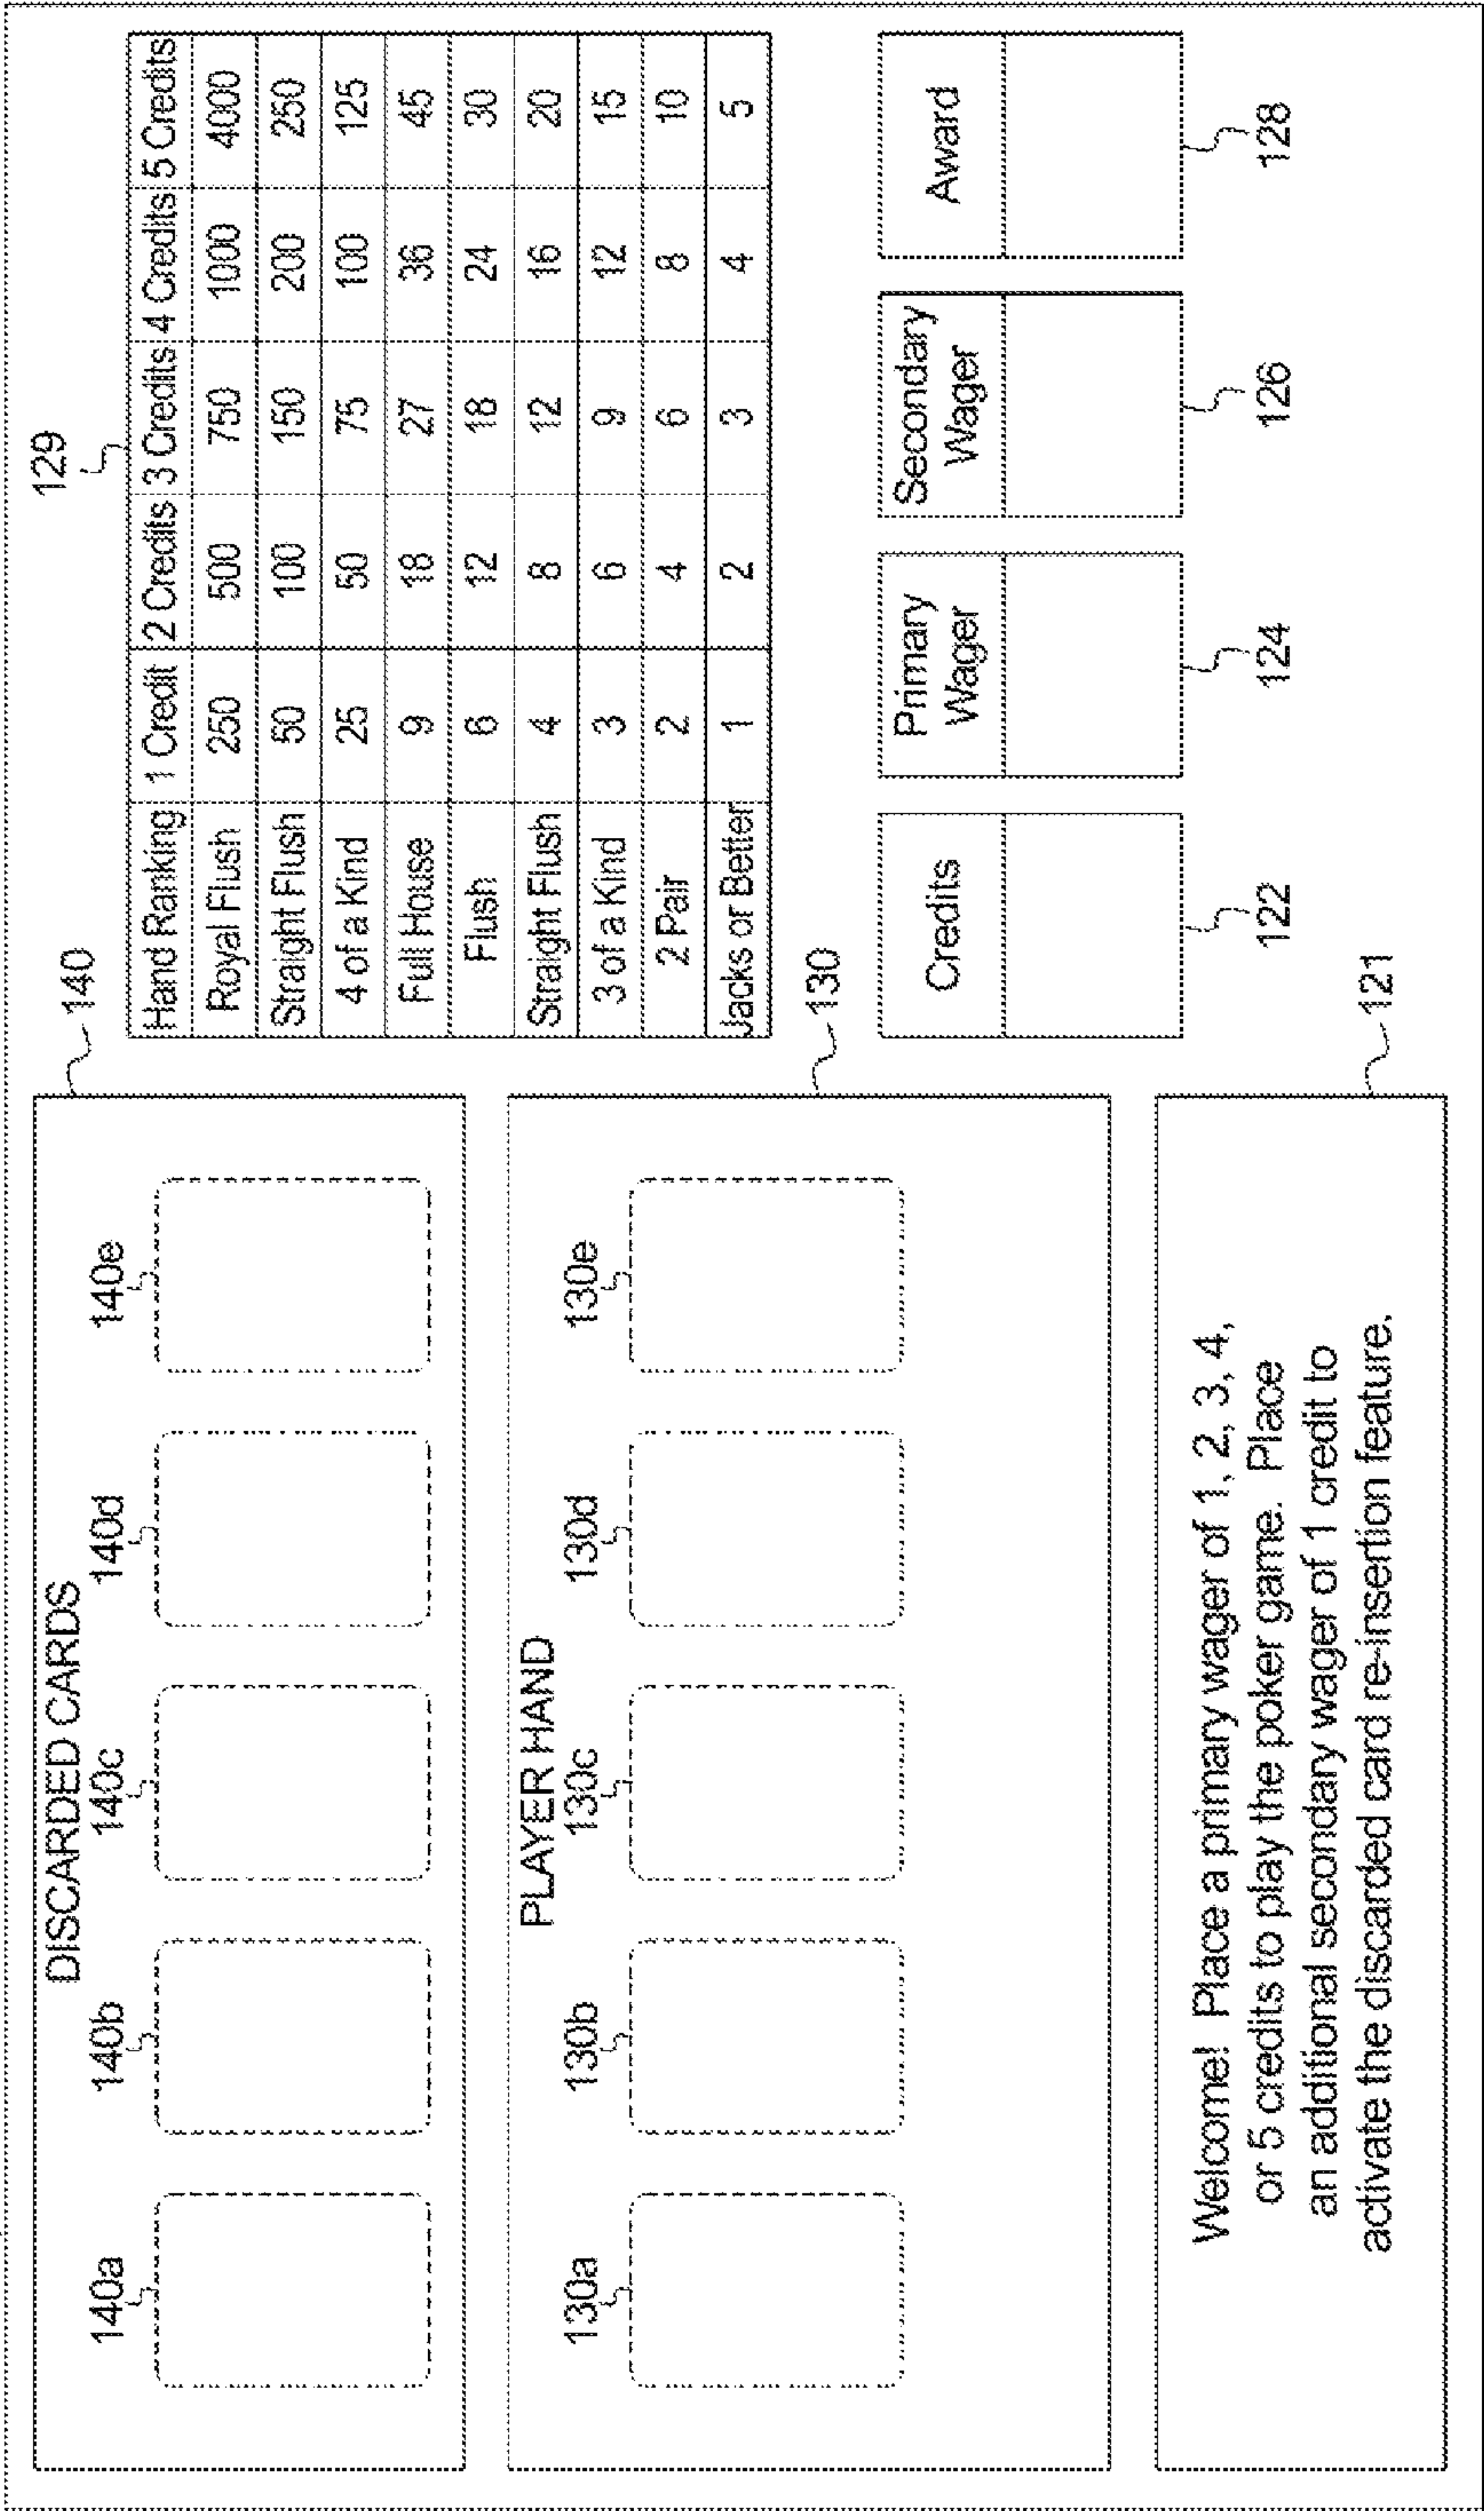 140
DISCARDED CARDS
140a 140b 140c 140d 140e
130
PLAYER HAND
130a 130b 130c 130d 130e
121
Welcome! Place a primary wager of 1, 2, 3, 4,
or 5 credits to play the poker game. Place
an additional secondary wager of 1 credit to
activate the discarded card re-insertion feature.
129
Hand Ranking 1 Credit 2 Credits 3 Credits 4 Credits 5 Credits
Royal Flush 250 500 750 1000 4000
Straight Flush 50 100 150 200 250
4 of a Kind 25 50 75 100 125
Full House 9 18 27 36 45
Flush 6 12 18 24 30
Straight Flush 4 8 12 16 20
3 of a Kind 3 6 9 12 15
2 Pair 2 4 6 8 10
Jacks or Better 1 2 3 4 5
Credits
122
Primary
Wager
124
Secondary
Wager
126
Award
128